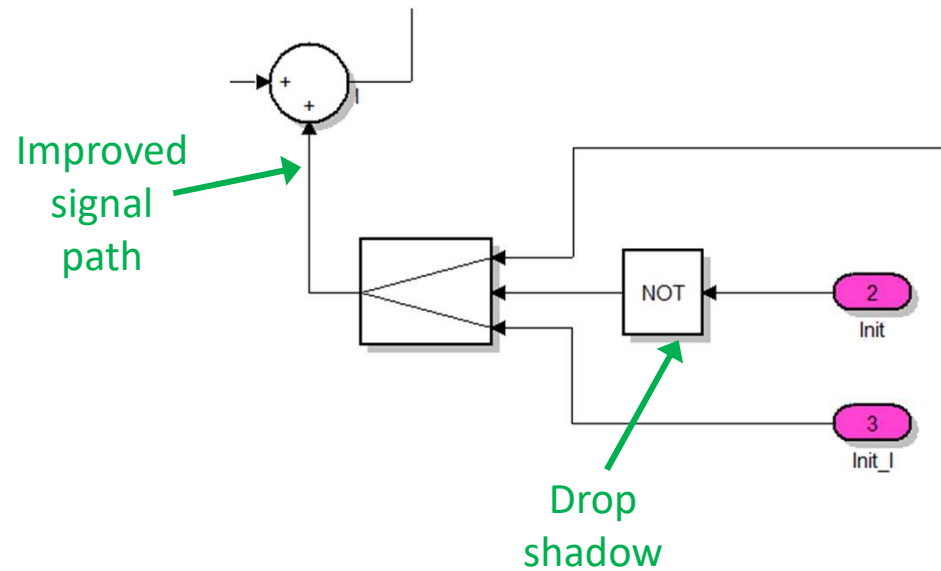 +
+
I
Improved
signal
path
NOT
2
Init
3
Init_I
Drop
shadow